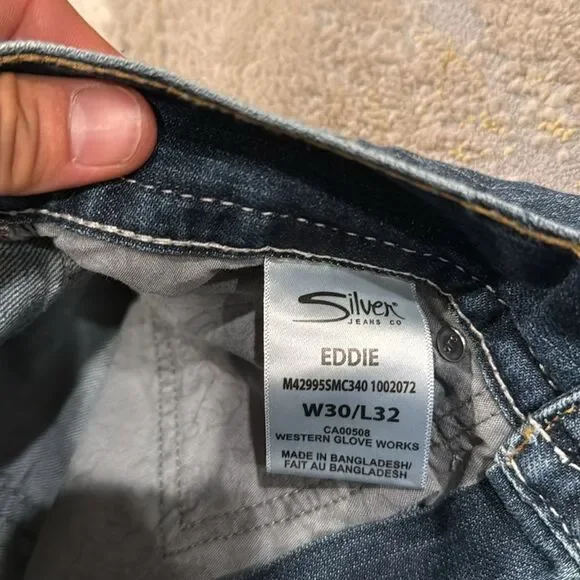 Silver
JEANS CO
EDDIE
M42995SMC340 1002072
W30/L32
CA00508
WESTERN GLOVE WORKS
MADE IN BANGLADESH/
FAIT AU BANGLADESH